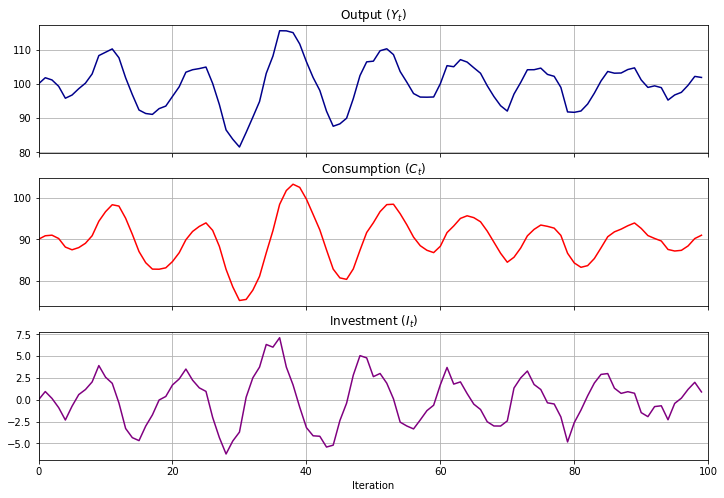 Output (Y_t)
110
100
90
80
Consumption (C_t)
100
90
80
Investment (I_t)
7.5
5.0
2.5
0.0
−2.5
−5.0
0 20 40 60 80 100
Iteration